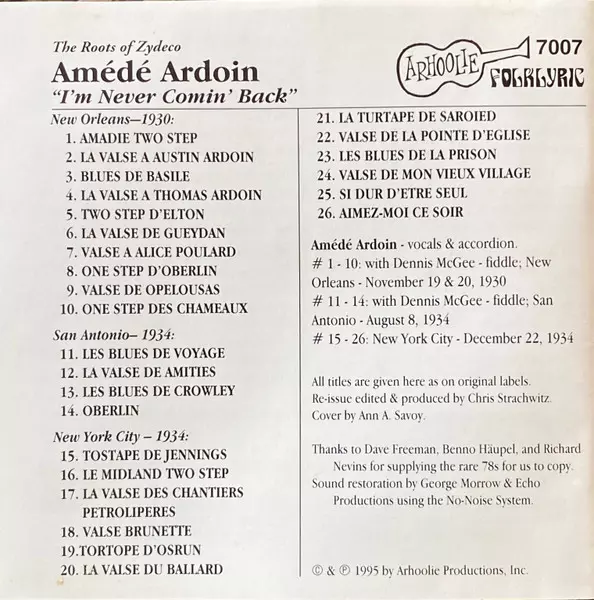 The Roots of Zydeco
Amédé Ardoin
"I'm Never Comin' Back"
ARHOOLIE
7007
FOLKLYRIC
New Orleans—1930:
1. AMADIE TWO STEP
2. LA VALSE A AUSTIN ARDOIN
3. BLUES DE BASILE
4. LA VALSE A THOMAS ARDOIN
5. TWO STEP D'ELTON
6. LA VALSE DE GUEYDAN
7. VALSE A ALICE POULARD
8. ONE STEP D'OBERLIN
9. VALSE DE OPELOUSAS
10. ONE STEP DES CHAMEAUX
San Antonio– 1934:
11. LES BLUES DE VOYAGE
12. LA VALSE DE AMITIES
13. LES BLUES DE CROWLEY
14. OBERLIN
New York City – 1934:
15. TOSTAPE DE JENNINGS
16. LE MIDLAND TWO STEP
17. LA VALSE DES CHANTIERS
PETROLIPERES
18. VALSE BRUNETTE
19.TORTOPE D'OSRUN
20. LA VALSE DU BALLARD
21. LA TURTAPE DE SAROIED
22. VALSE DE LA POINTE D'EGLISE
23. LES BLUES DE LA PRISON
24. VALSE DE MON VIEUX VILLAGE
25. SI DUR D'ETRE SEUL
26. AIMEZ-MOI CE SOIR
Amédé Ardoin - vocals & accordion.
# 1 - 10: with Dennis McGee - fiddle; New
Orleans - November 19 & 20, 1930
# 11 - 14: with Dennis McGee - fiddle; San
Antonio - August 8, 1934
# 15 - 26: New York City - December 22, 1934
All titles are given here as on original labels.
Re-issue edited & produced by Chris Strachwitz.
Cover by Ann A. Savoy.
Thanks to Dave Freeman, Benno Häupel, and Richard
Nevins for supplying the rare 78s for us to copy.
Sound restoration by George Morrow & Echo
Productions using the No-Noise System.
© & ℗ 1995 by Arhoolie Productions, Inc.